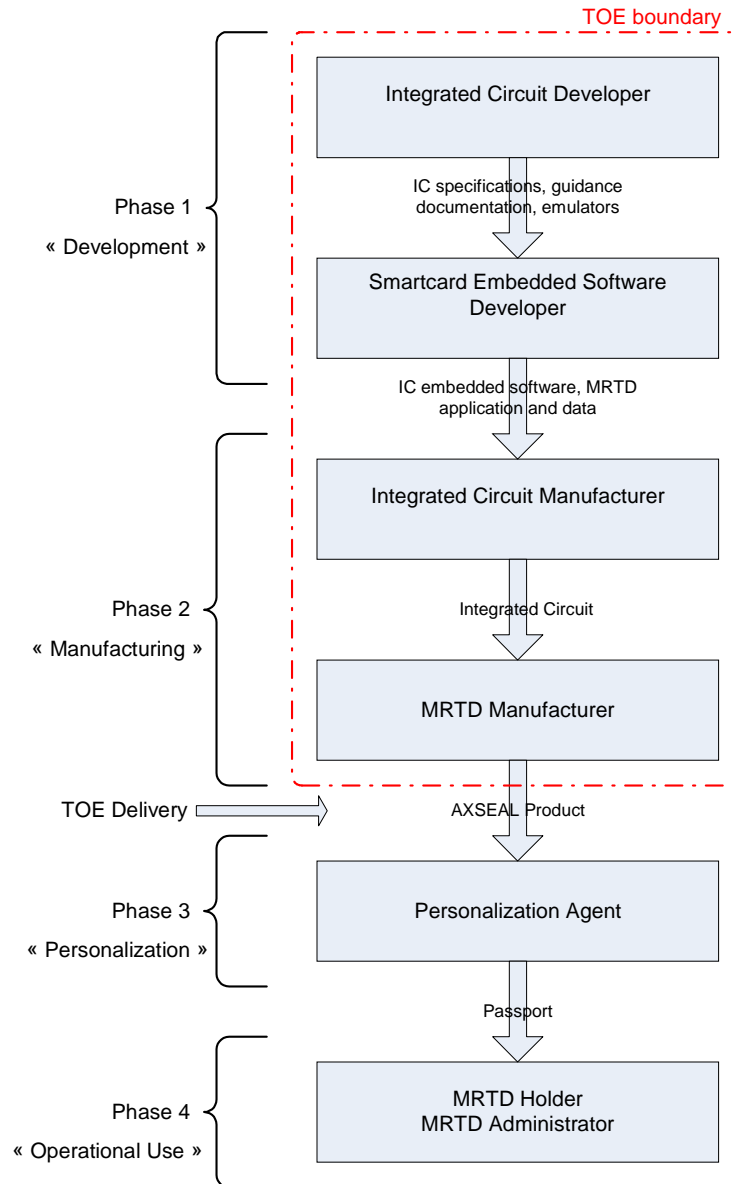 TOE boundary
Integrated Circuit Developer
IC specifications, guidance
documentation, emulators
Phase 1
« Development »
Smartcard Embedded Software
Developer
IC embedded software, MRTD
application and data
Integrated Circuit Manufacturer
Phase 2
« Manufacturing »
Integrated Circuit
MRTD Manufacturer
TOE Delivery
AXSEAL Product
Phase 3
« Personalization »
Personalization Agent
Passport
Phase 4
« Operational Use »
MRTD Holder
MRTD Administrator